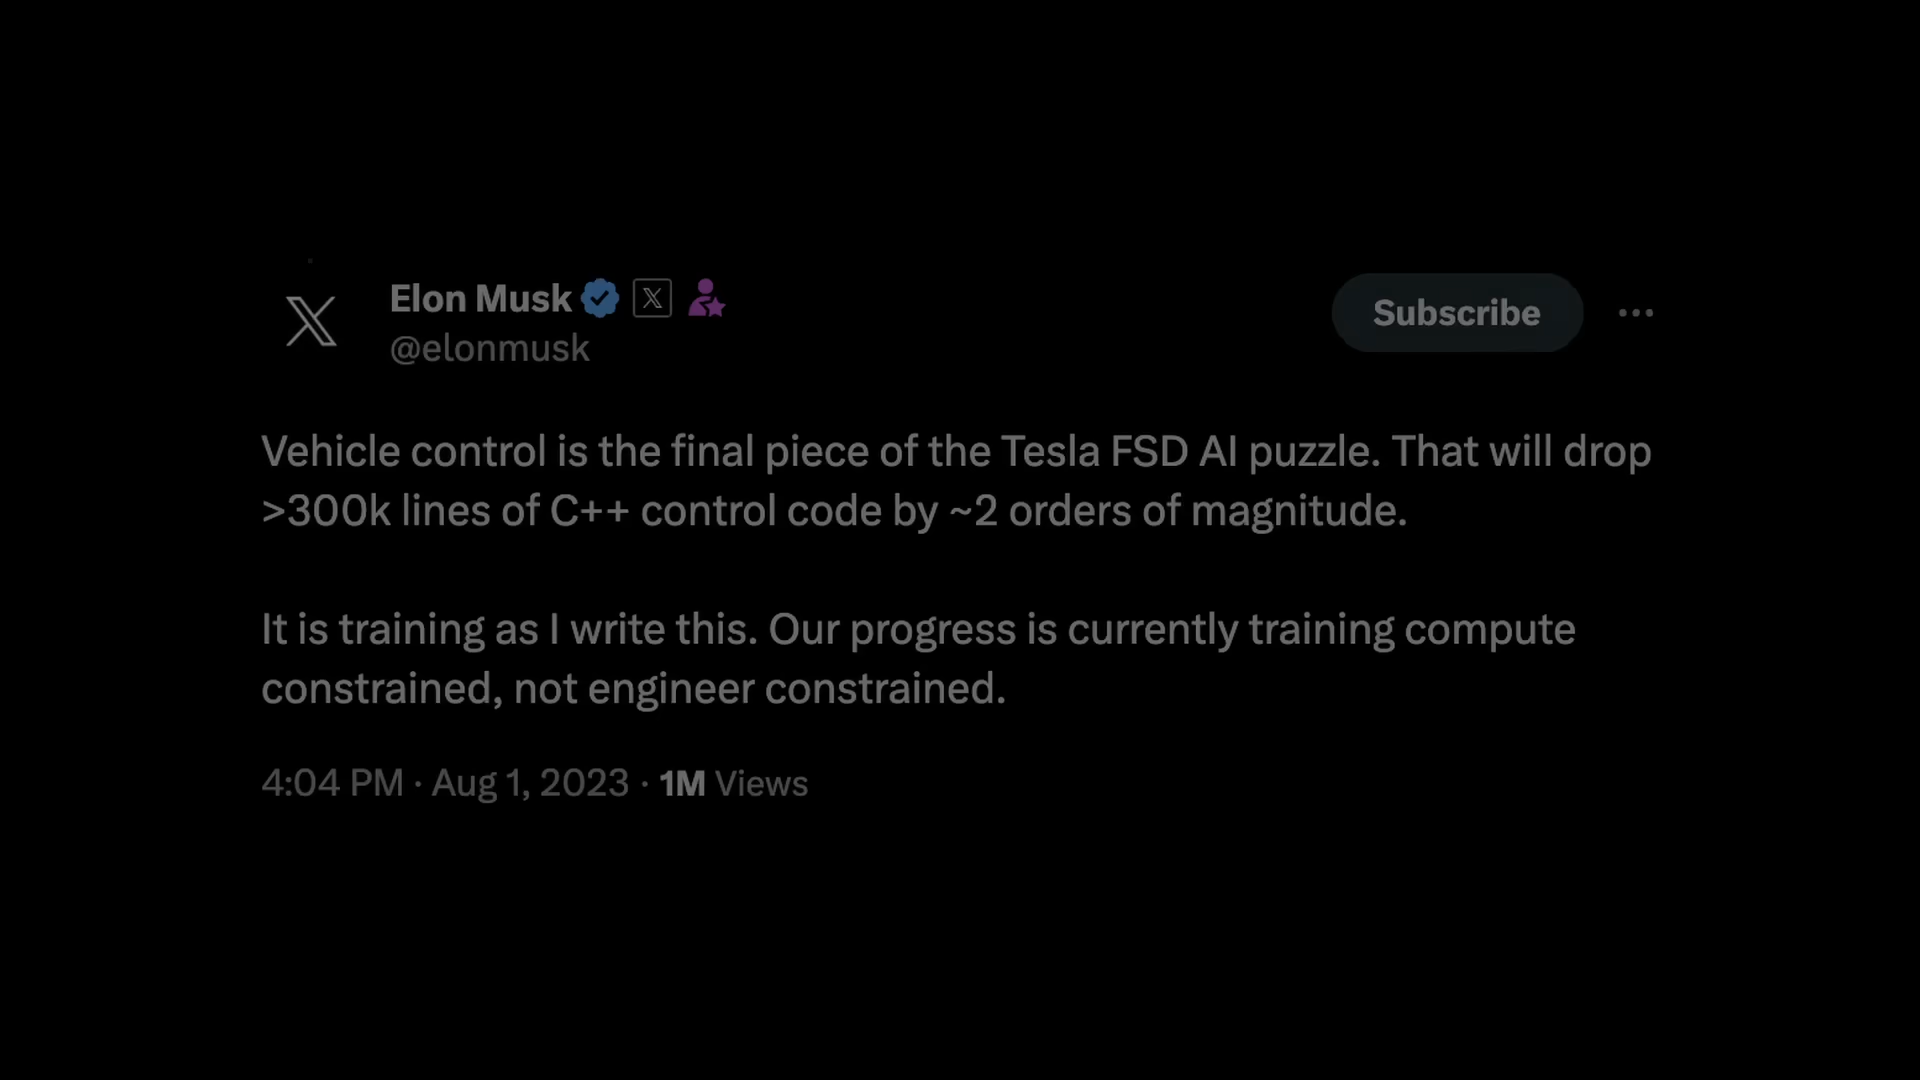 Elon Musk
Subscribe
@elonmusk
Vehicle control is the final piece of the Tesla FSD AI puzzle. That will drop
>300k lines of C++ control code by ~2 orders of magnitude.
It is training as I write this. Our progress is currently training compute
constrained, not engineer constrained.
4:04 PM · Aug 1, 2023 · 1M Views